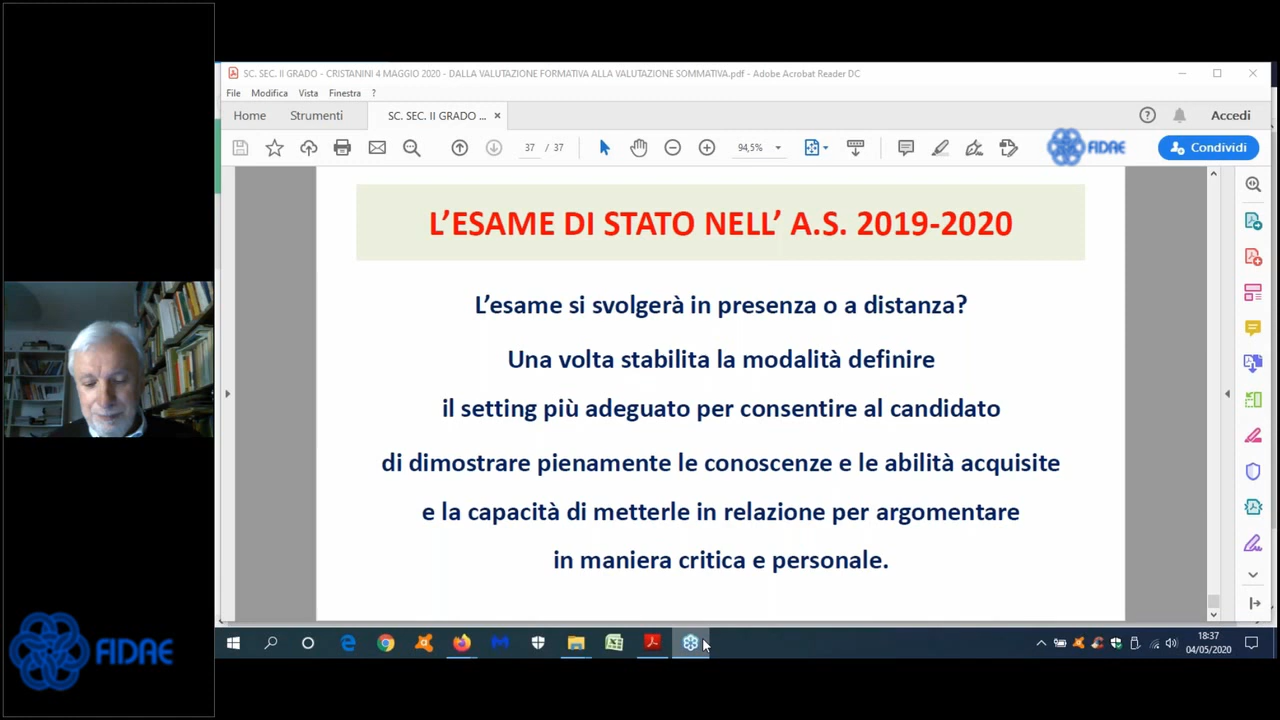 SC. SEC. II GRADO - CRISTANINI 4 MAGGIO 2020 - DALLA VALUTAZIONE FORMATIVA ALLA VALUTAZIONE SOMMATIVA.pdf - Adobe Acrobat Reader DC
File Modifica Vista Finestra ?
Home Strumenti SC. SEC. II GRADO ... × Accedi
37 / 37 94,5% FIDAE Condividi
L’ESAME DI STATO NELL’ A.S. 2019-2020
L’esame si svolgerà in presenza o a distanza?
Una volta stabilita la modalità definire
il setting più adeguato per consentire al candidato
di dimostrare pienamente le conoscenze e le abilità acquisite
e la capacità di metterle in relazione per argomentare
in maniera critica e personale.
FIDAE
18:37
04/05/2020